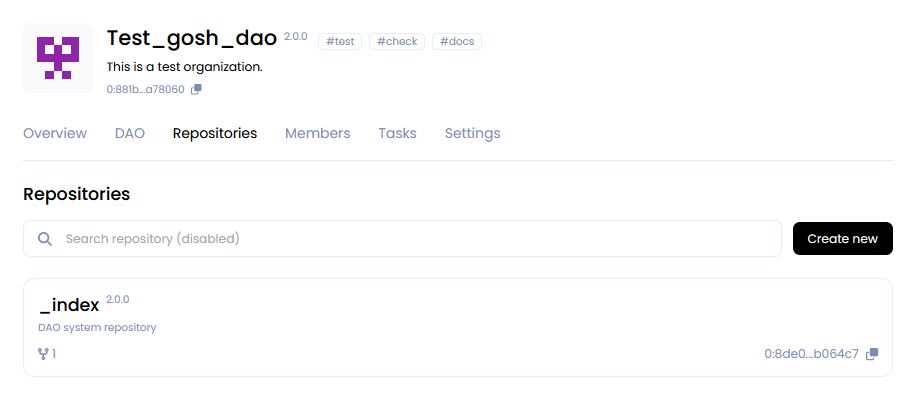 Test_gosh_dao 2.0.0 #test #check #docs
This is a test organization.
0:881b...a78060
Overview DAO Repositories Members Tasks Settings
Repositories
Search repository (disabled) Create new
_index 2.0.0
DAO system repository
1 0:8de0...b064c7